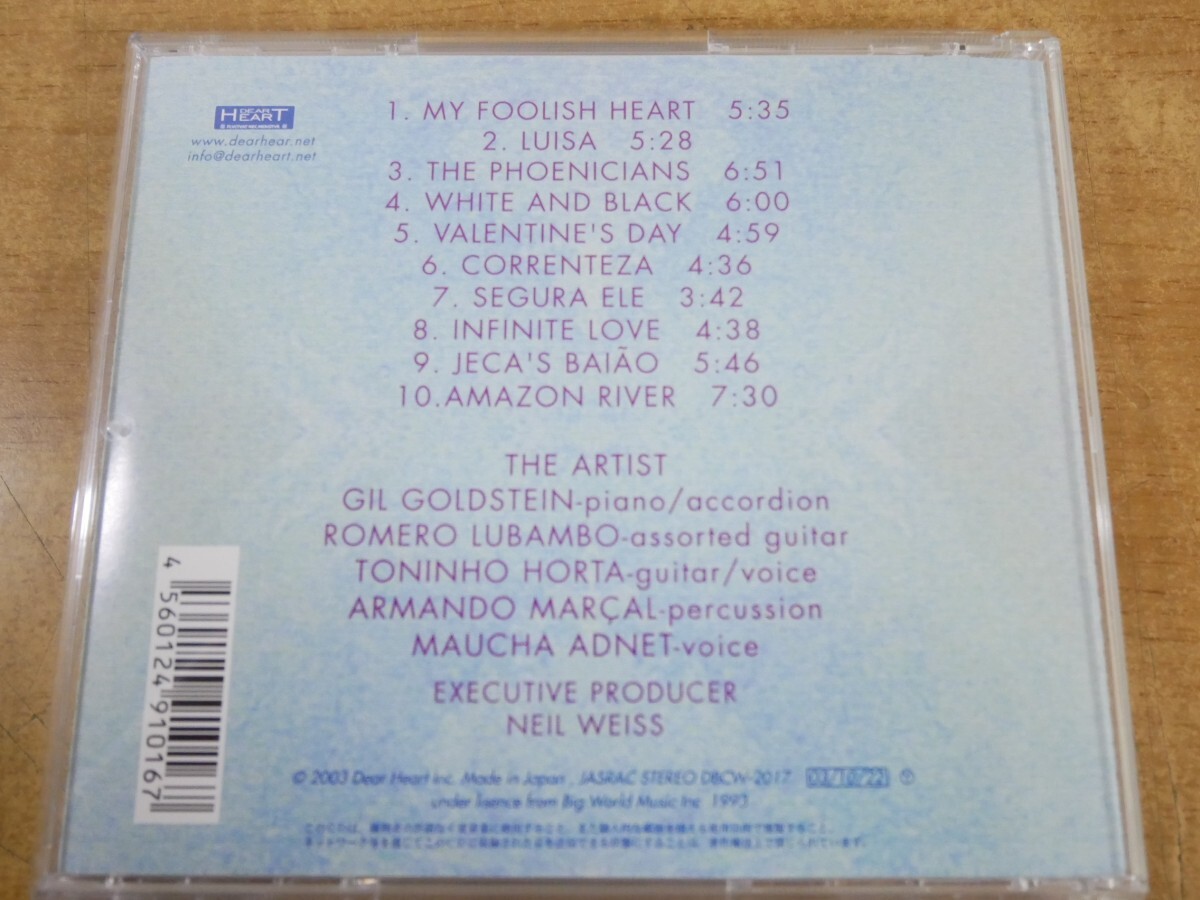 DEAR HEART
www.dearhear.net
info@dearheart.net
1. MY FOOLISH HEART 5:35
2. LUISA 5:28
3. THE PHOENICIANS 6:51
4. WHITE AND BLACK 6:00
5. VALENTINE'S DAY 4:59
6. CORRENTEZA 4:36
7. SEGURA ELE 3:42
8. INFINITE LOVE 4:38
9. JECA'S BAIÃO 5:46
10.AMAZON RIVER 7:30
THE ARTIST
GIL GOLDSTEIN-piano/accordion
ROMERO LUBAMBO-assorted guitar
TONINHO HORTA-guitar/voice
ARMANDO MARÇAL-percussion
MAUCHA ADNET-voice
EXECUTIVE PRODUCER
NEIL WEISS
4 560124 910167
© 2003 Dear Heart Inc. Made in Japan . JASRAC STEREO DBCW-2017 Ⓨ
under lisence from Big World Music Inc 1993